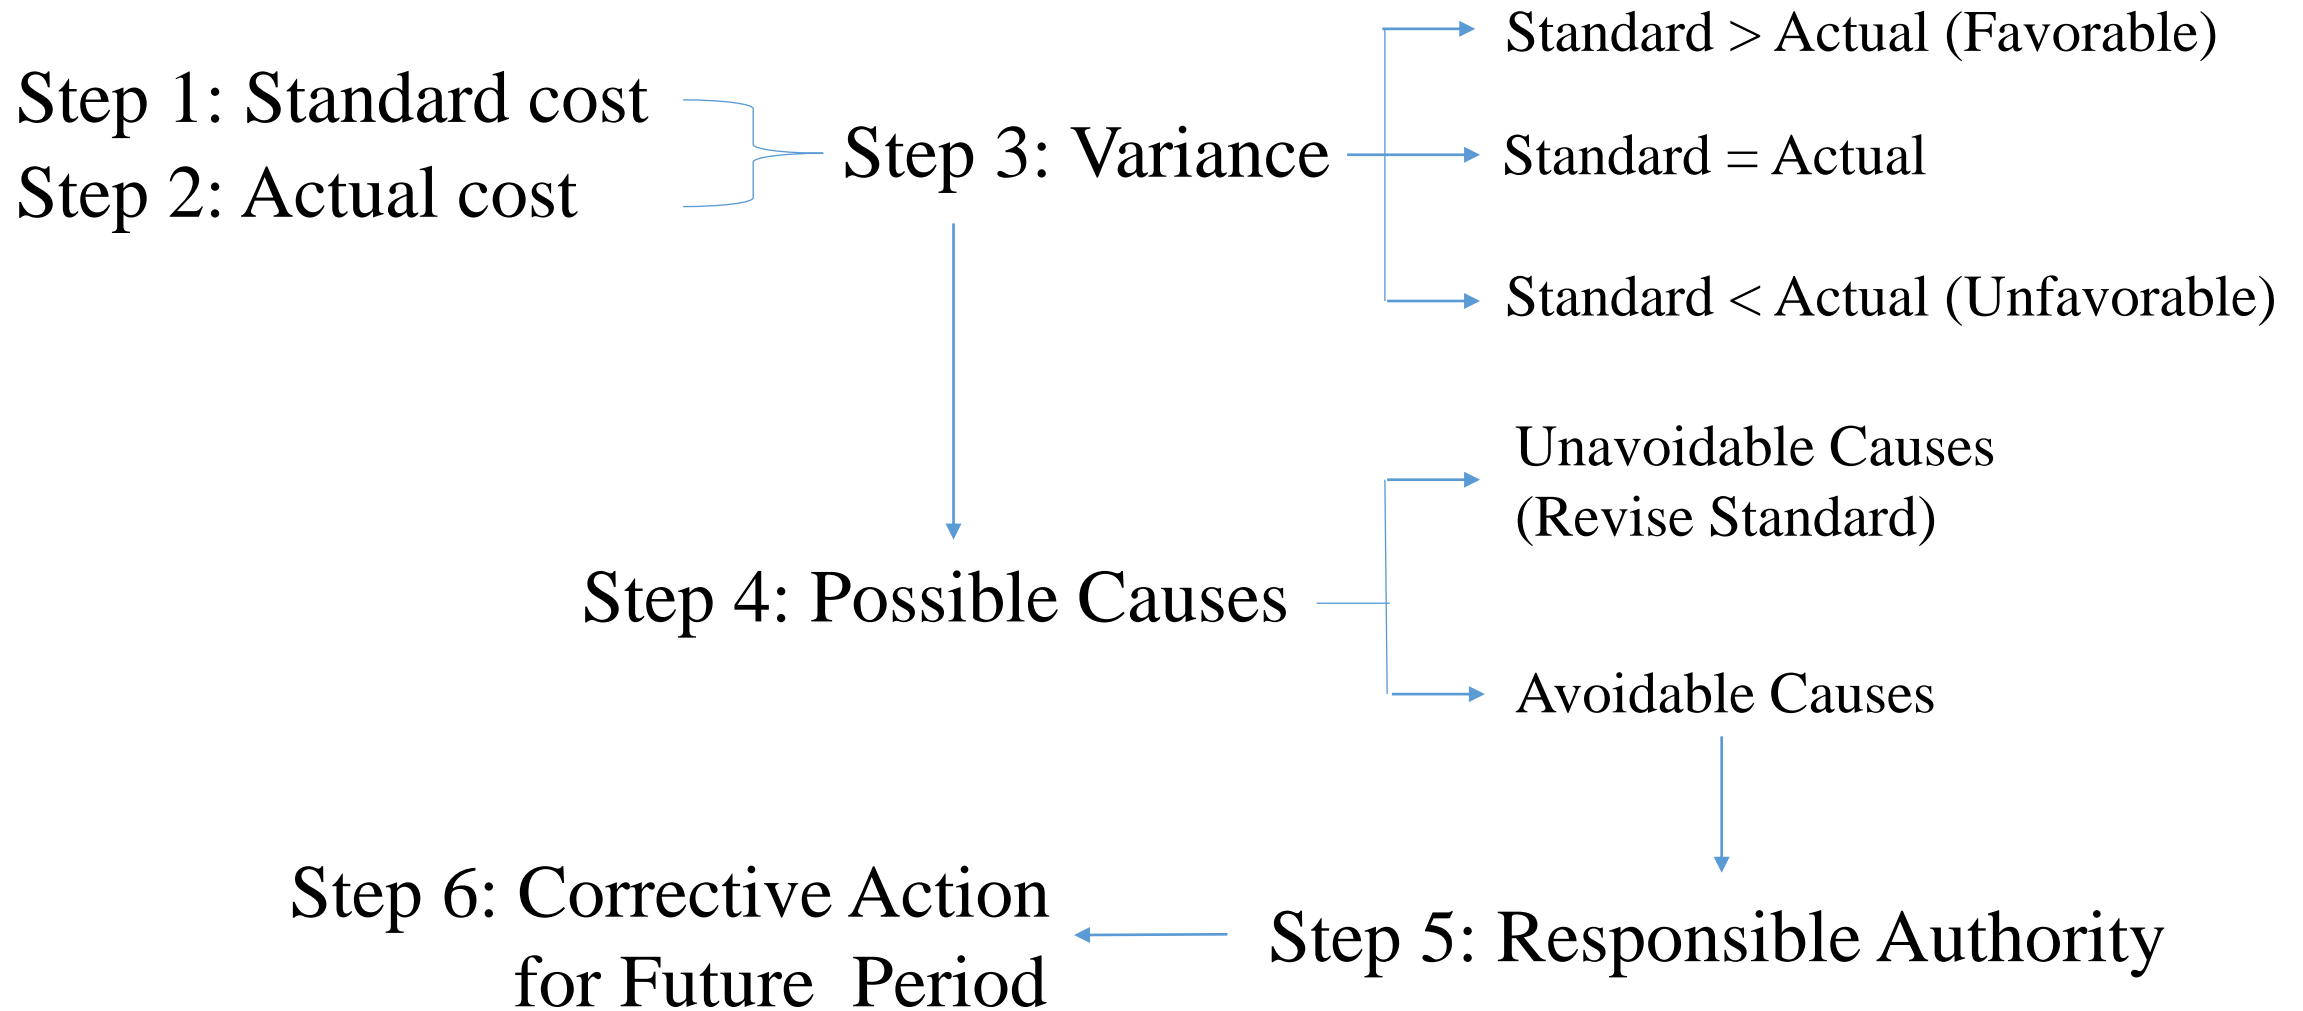 Step 1: Standard cost
Step 2: Actual cost
Step 3: Variance
Standard > Actual (Favorable)
Standard = Actual
Standard < Actual (Unfavorable)
Step 4: Possible Causes
Unavoidable Causes
(Revise Standard)
Avoidable Causes
Step 5: Responsible Authority
Step 6: Corrective Action
for Future Period